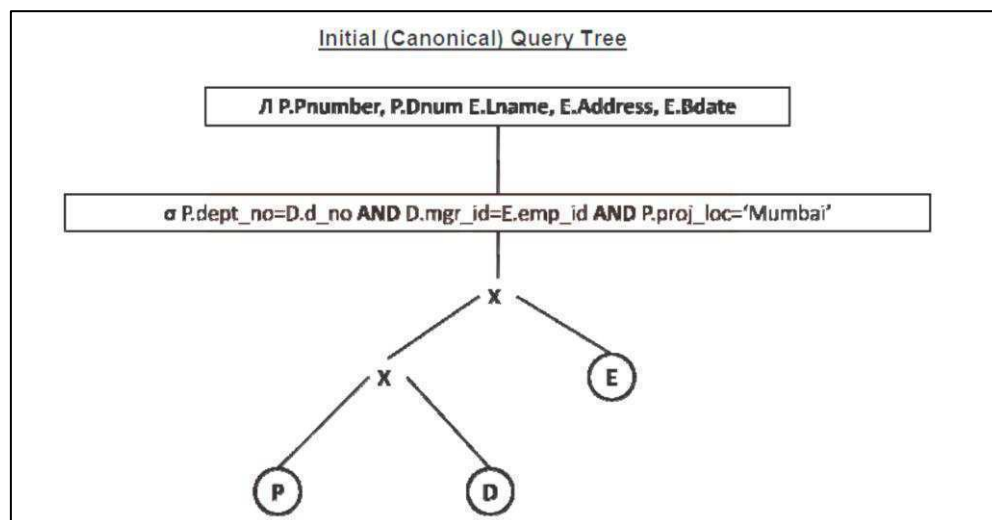 Initial (Canonical) Query Tree
Л P.Pnumber, P.Dnum E.Lname, E.Address, E.Bdate
σ P.dept_no=D.d_no AND D.mgr_id=E.emp_id AND P.proj_loc=‘Mumbai’
X
X
E
P
D